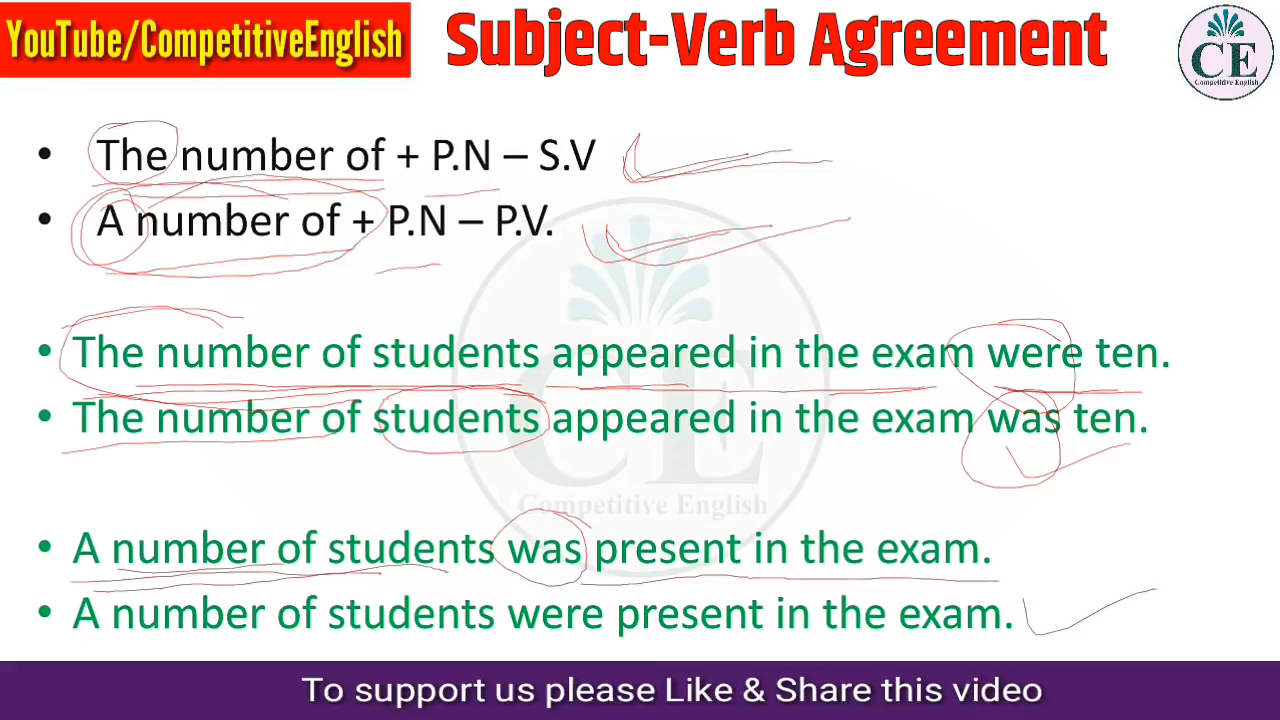 YouTube/CompetitiveEnglish
Subject-Verb Agreement
CE
Competitive English
• The number of + P.N – S.V
• A number of + P.N – P.V.
• The number of students appeared in the exam were ten.
• The number of students appeared in the exam was ten.
CE
Competitive English
• A number of students was present in the exam.
• A number of students were present in the exam.
To support us please Like & Share this video